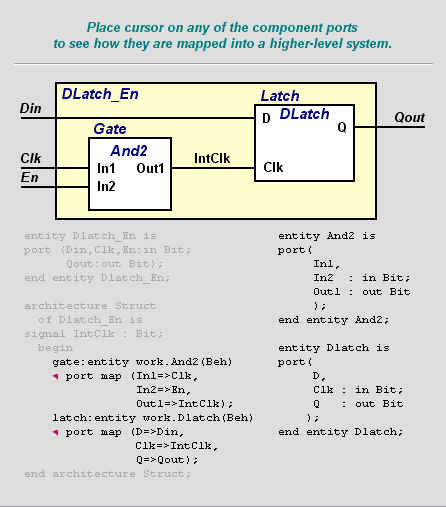 Place cursor on any of the component ports
to see how they are mapped into a higher-level system.
DLatch_En
Din
Gate
And2
In1 Out1
In2
Clk
En
IntClk
Latch
DLatch
D
Q
Clk
Qout
entity Dlatch_En is
port (Din,Clk,En:in Bit;
Qout:out Bit);
end entity Dlatch_En;
architecture Struct
of Dlatch_En is
signal IntClk : Bit;
begin
gate:entity work.And2(Beh)
port map (In1=>Clk,
In2=>En,
Out1=>IntClk);
latch:entity work.Dlatch(Beh)
port map (D=>Din,
Clk=>IntClk,
Q=>Qout);
end architecture Struct;
entity And2 is
port(
In1,
In2 : in Bit;
Out1 : out Bit
);
end entity And2;
entity Dlatch is
port(
D,
Clk : in Bit;
Q : out Bit
);
end entity Dlatch;